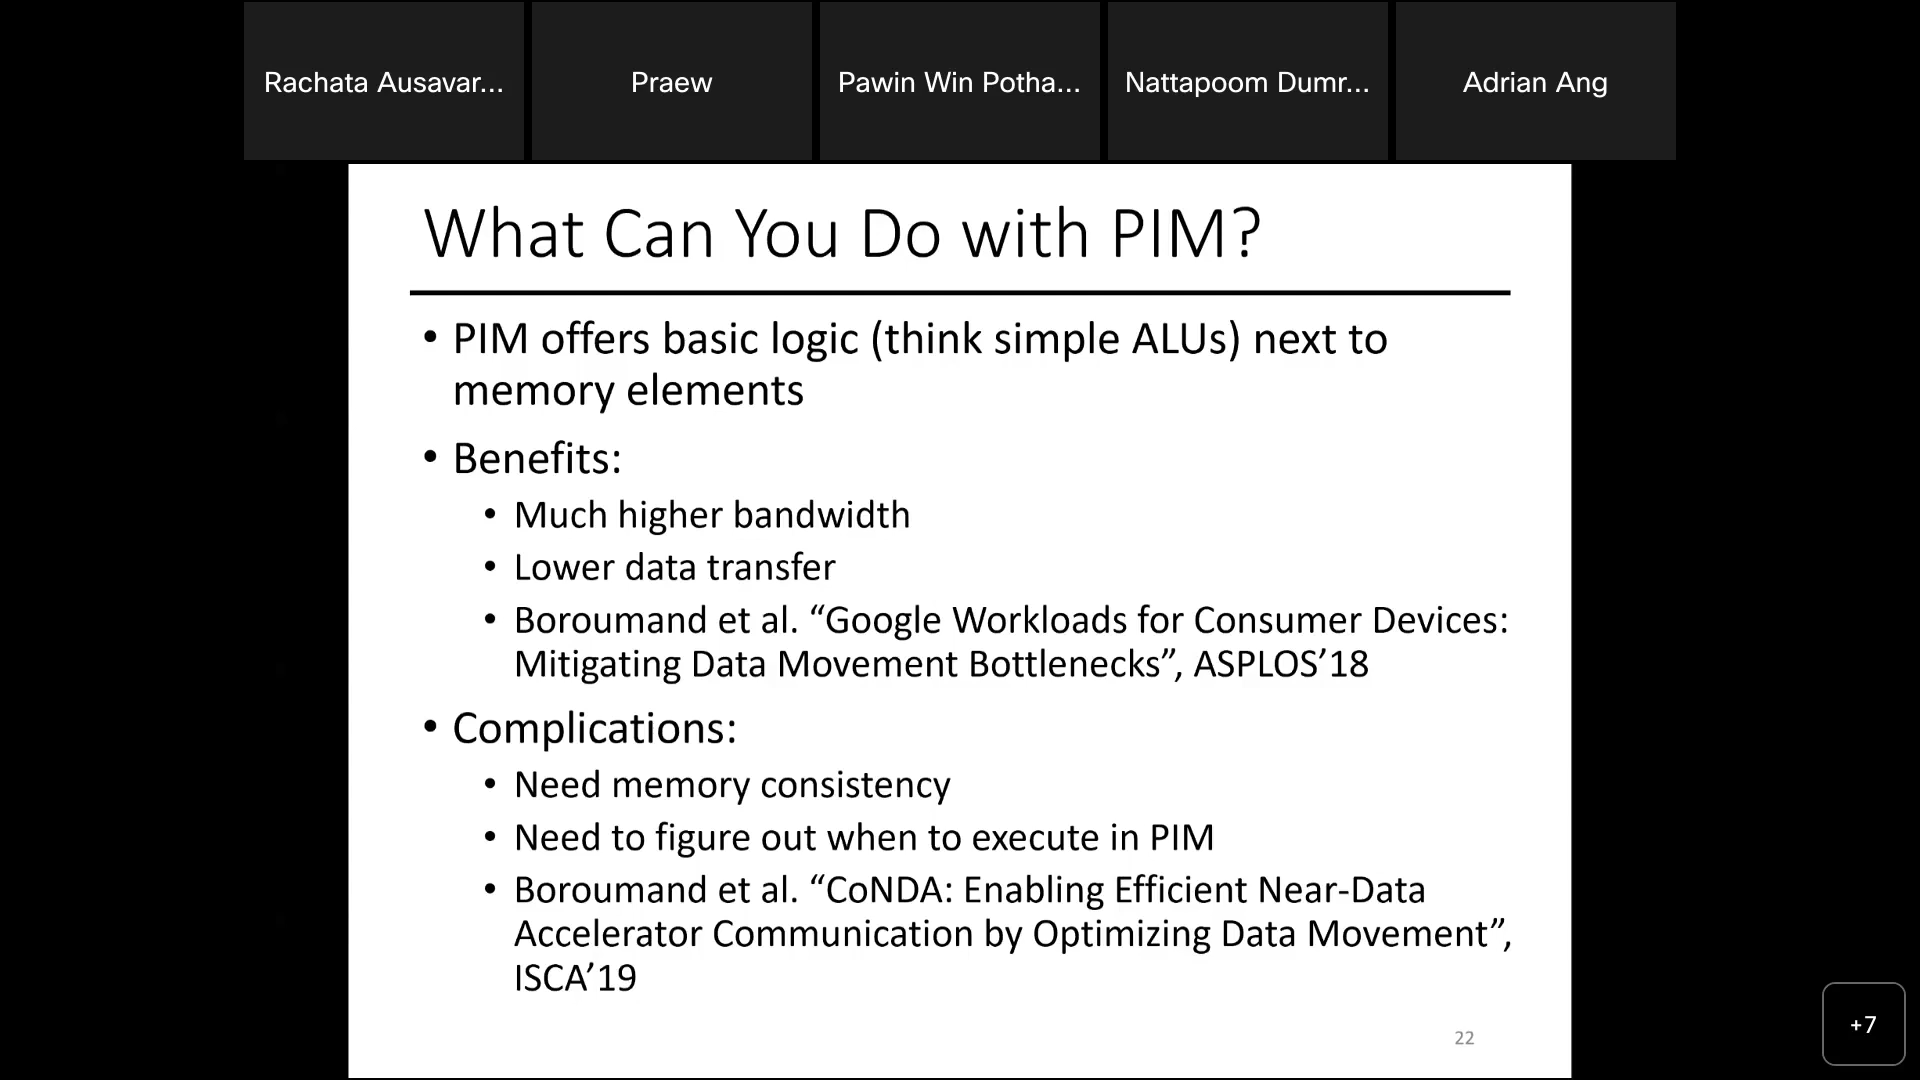 Rachata Ausavar...
Praew
Pawin Win Potha...
Nattapoom Dumr...
Adrian Ang
What Can You Do with PIM?
• PIM offers basic logic (think simple ALUs) next to
memory elements
• Benefits:
• Much higher bandwidth
• Lower data transfer
• Boroumand et al. “Google Workloads for Consumer Devices:
Mitigating Data Movement Bottlenecks”, ASPLOS’18
• Complications:
• Need memory consistency
• Need to figure out when to execute in PIM
• Boroumand et al. “CoNDA: Enabling Efficient Near-Data
Accelerator Communication by Optimizing Data Movement”,
ISCA’19
22
+7